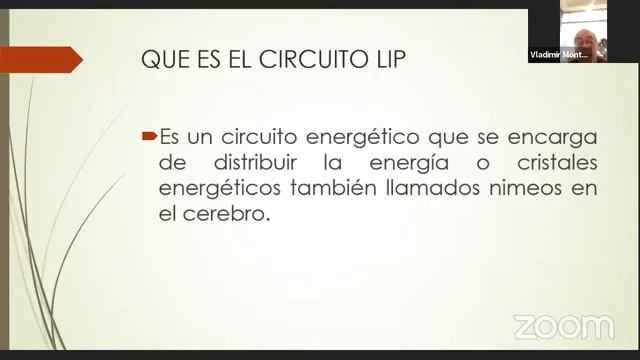 Vladimir Mont...
QUE ES EL CIRCUITO LIP
Es un circuito energético que se encarga
de distribuir la energía o cristales
energéticos también llamados nimeos en
el cerebro.
zoom